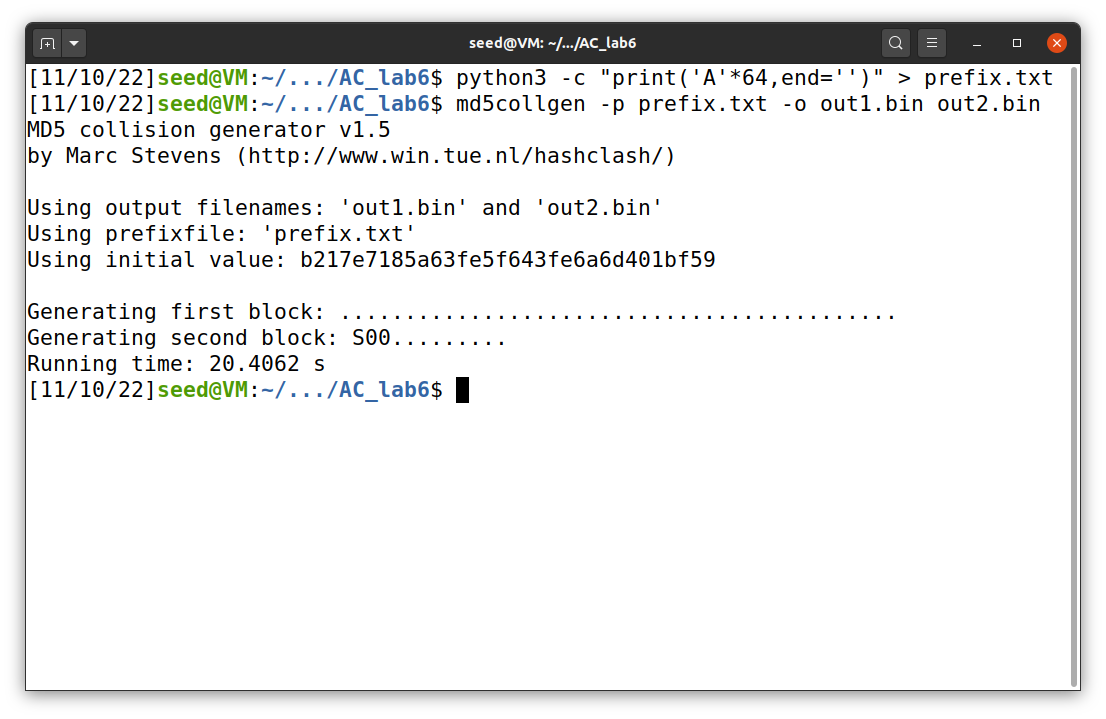 seed@VM: ~/.../AC_lab6
[11/10/22]seed@VM:~/.../AC_lab6$ python3 -c "print('A'*64,end='')" > prefix.txt
[11/10/22]seed@VM:~/.../AC_lab6$ md5collgen -p prefix.txt -o out1.bin out2.bin
MD5 collision generator v1.5
by Marc Stevens (http://www.win.tue.nl/hashclash/)
Using output filenames: 'out1.bin' and 'out2.bin'
Using prefixfile: 'prefix.txt'
Using initial value: b217e7185a63fe5f643fe6a6d401bf59
Generating first block: ...........................................
Generating second block: S00.........
Running time: 20.4062 s
[11/10/22]seed@VM:~/.../AC_lab6$